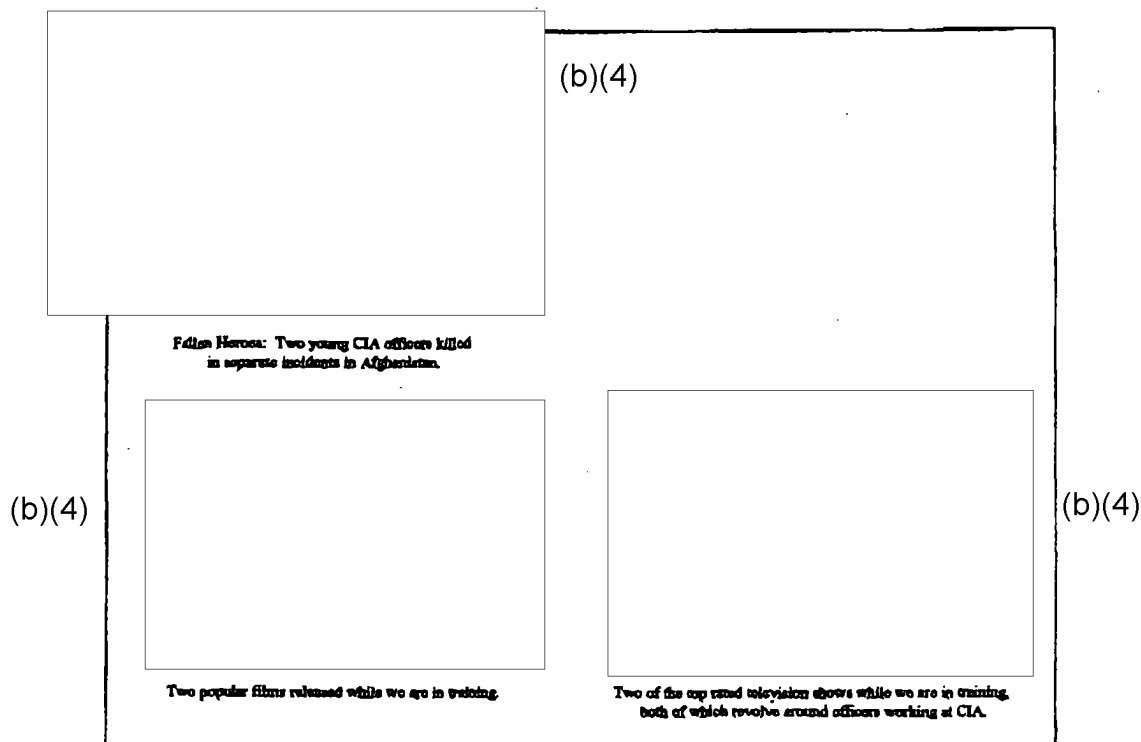 (b)(4)
Fallen Heroes: Two young CIA officers killed
in separate incidents in Afghanistan.
(b)(4)
(b)(4)
Two popular films released while we are in training.
Two of the top rated television shows while we are in training,
both of which revolve around officers working at CIA.